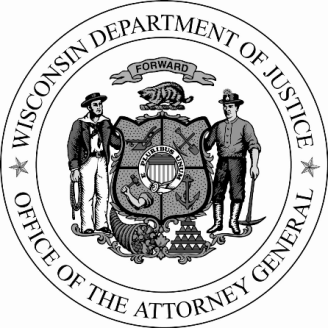 WISCONSIN DEPARTMENT OF JUSTICE
FORWARD
E PLURIBUS UNUM
OFFICE OF THE ATTORNEY GENERAL